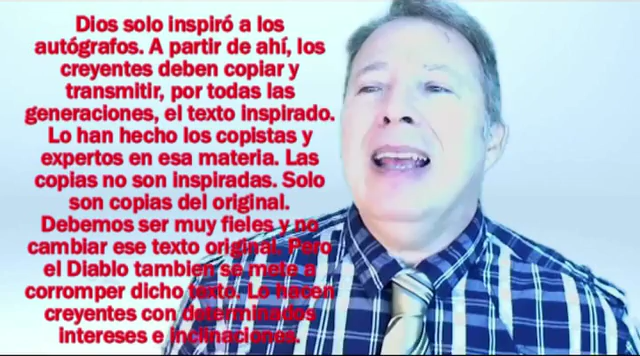 Dios solo inspiró a los
autógrafos. A partir de ahí, los
creyentes deben copiar y
transmitir, por todas las
generaciones, el texto inspirado.
Lo han hecho los copistas y
expertos en esa materia. Las
copias no son inspiradas. Solo
son copias del original.
Debemos ser muy fieles y no
cambiar ese texto original. Pero
el Diablo tambien se mete a
corromper dicho texto. Lo hacen
creyentes con determinados
intereses e inclinaciones.